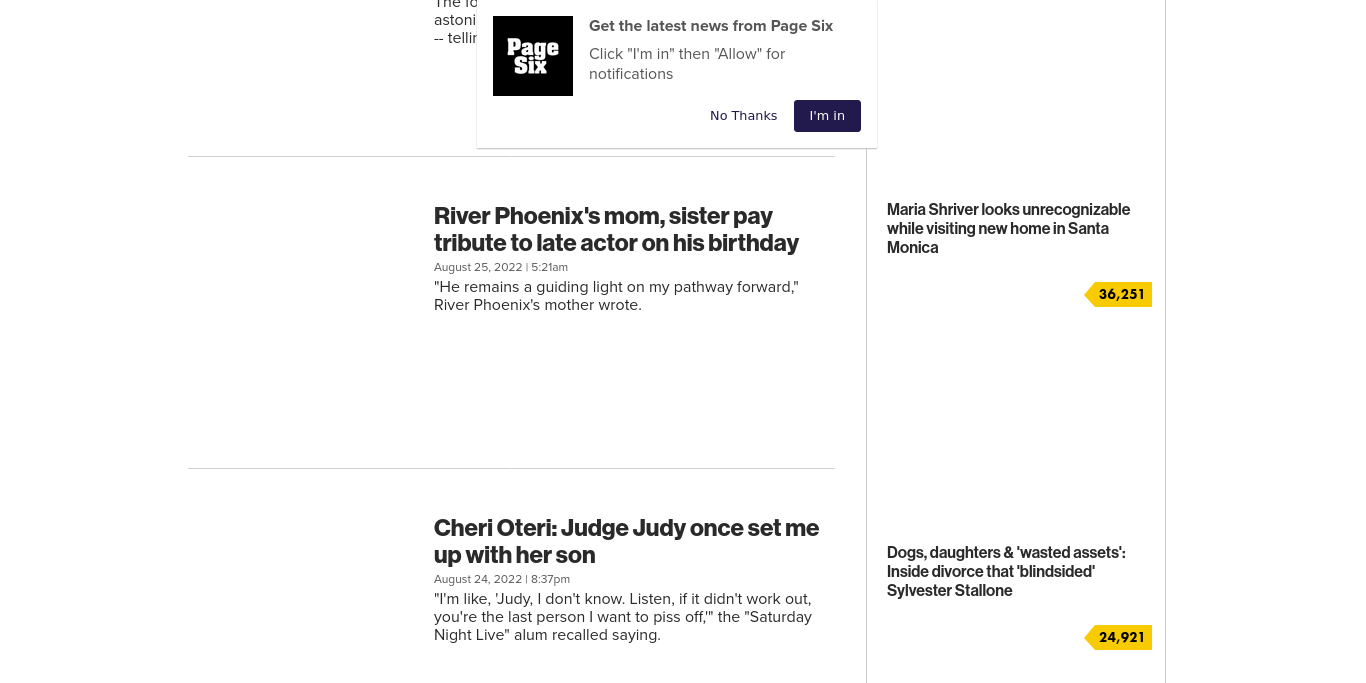 The fo
astoni
-- tellin
Page
Six
Get the latest news from Page Six
Click "I'm in" then "Allow" for
notifications
No Thanks
I'm in
River Phoenix's mom, sister pay
tribute to late actor on his birthday
August 25, 2022 | 5:21am
"He remains a guiding light on my pathway forward,"
River Phoenix's mother wrote.
Cheri Oteri: Judge Judy once set me
up with her son
August 24, 2022 | 8:37pm
"I'm like, 'Judy, I don't know. Listen, if it didn't work out,
you're the last person I want to piss off,'" the "Saturday
Night Live" alum recalled saying.
Maria Shriver looks unrecognizable
while visiting new home in Santa
Monica
36,251
Dogs, daughters & 'wasted assets':
Inside divorce that 'blindsided'
Sylvester Stallone
24,921